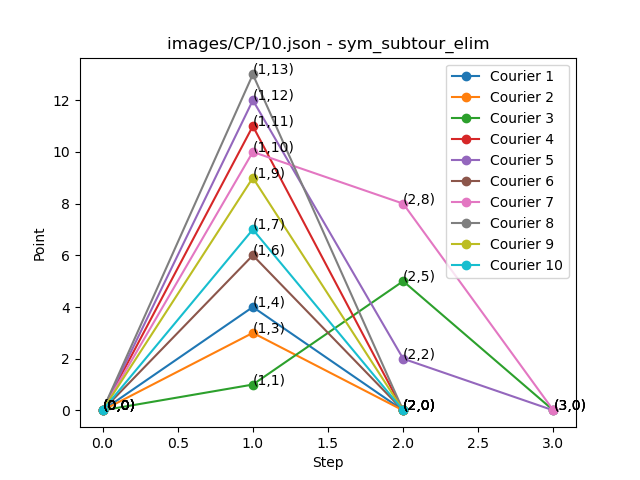 images/CP/10.json - sym_subtour_elim
Point
12
10
8
6
4
2
0
(1,13)
(1,12)
(1,11)
(1,10)
(1,9)
(2,8)
(1,7)
(1,6)
(2,5)
(1,4)
(1,3)
(2,2)
(1,1)
(0,0)
(2,0)
(3,0)
Courier 1
Courier 2
Courier 3
Courier 4
Courier 5
Courier 6
Courier 7
Courier 8
Courier 9
Courier 10
0.0 0.5 1.0 1.5 2.0 2.5 3.0
Step